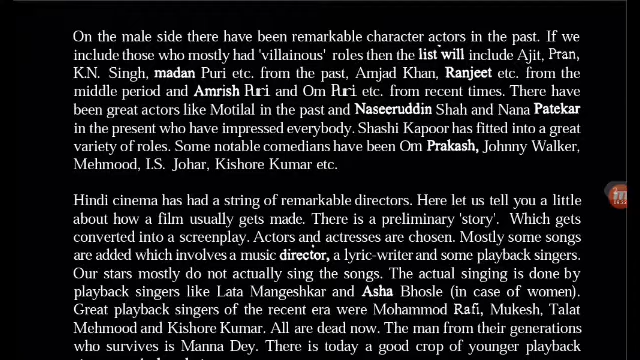 On the male side there have been remarkable character actors in the past. If we
include those who mostly had 'villainous' roles then the list will include Ajit, Pran,
K.N. Singh, madan Puri etc. from the past, Amjad Khan, Ranjeet etc. from the
middle period and Amrish Puri and Om Puri etc. from recent times. There have
been great actors like Motilal in the past and Naseeruddin Shah and Nana Patekar
in the present who have impressed everybody. Shashi Kapoor has fitted into a great
variety of roles. Some notable comedians have been Om Prakash, Johnny Walker,
Mehmood, I.S. Johar, Kishore Kumar etc.
Hindi cinema has had a string of remarkable directors. Here let us tell you a little
about how a film usually gets made. There is a preliminary 'story'. Which gets
converted into a screenplay. Actors and actresses are chosen. Mostly some songs
are added which involves a music director, a lyric-writer and some playback singers.
Our stars mostly do not actually sing the songs. The actual singing is done by
playback singers like Lata Mangeshkar and Asha Bhosle (in case of women).
Great playback singers of the recent era were Mohammod Rafi, Mukesh, Talat
Mehmood and Kishore Kumar. All are dead now. The man from their generations
who survives is Manna Dey. There is today a good crop of younger playback